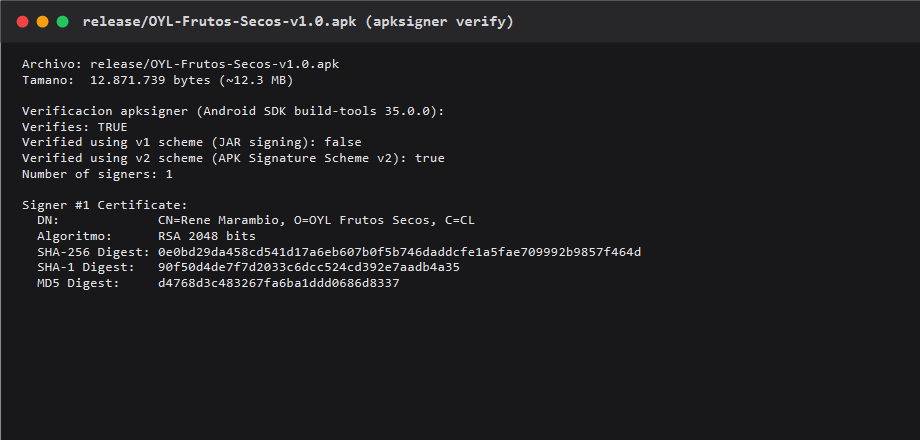 release/OYL-Frutos-Secos-v1.0.apk (apksigner verify)
Archivo: release/OYL-Frutos-Secos-v1.0.apk
Tamano:  12.871.739 bytes (~12.3 MB)
Verificacion apksigner (Android SDK build-tools 35.0.0):
Verifies: TRUE
Verified using v1 scheme (JAR signing): false
Verified using v2 scheme (APK Signature Scheme v2): true
Number of signers: 1
Signer #1 Certificate:
  DN:             CN=Rene Marambio, O=OYL Frutos Secos, C=CL
  Algoritmo:      RSA 2048 bits
  SHA-256 Digest: 0e0bd29da458cd541d17a6eb607b0f5b746daddcfe1a5fae709992b9857f464d
  SHA-1 Digest:   90f50d4de7f7d2033c6dcc524cd392e7aadb4a35
  MD5 Digest:     d4768d3c483267fa6ba1ddd0686d8337